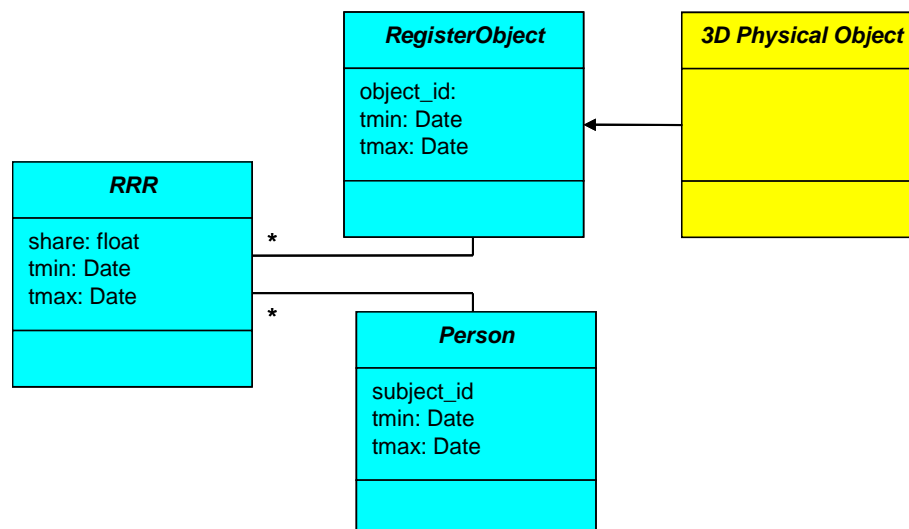 RegisterObject
object_id:
tmin: Date
tmax: Date
3D Physical Object
RRR
share: float
tmin: Date
tmax: Date
*
*
Person
subject_id
tmin: Date
tmax: Date